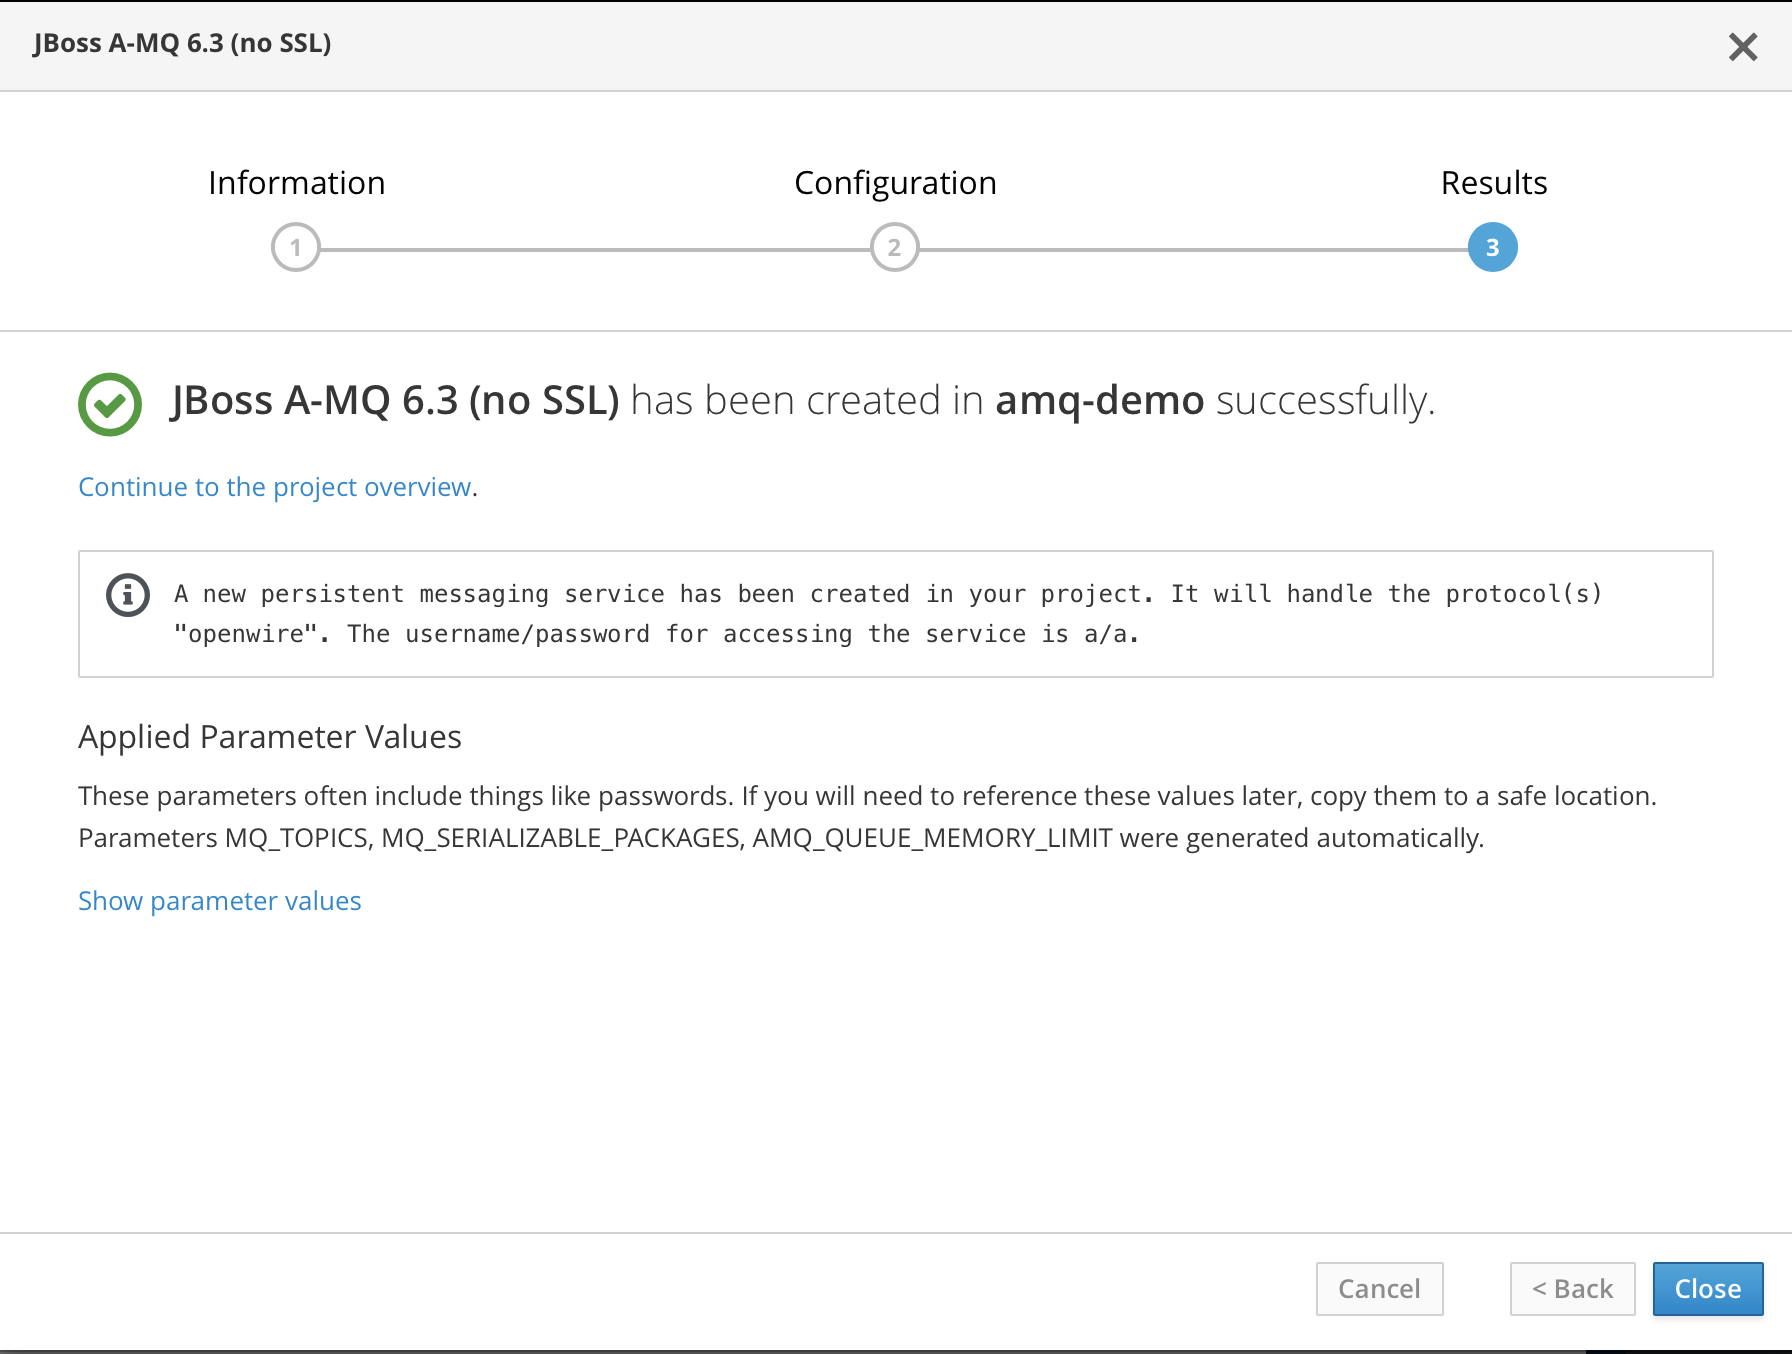 JBoss A-MQ 6.3 (no SSL)
Information
Configuration
Results
1
2
3
JBoss A-MQ 6.3 (no SSL) has been created in amq-demo successfully.
Continue to the project overview.
A new persistent messaging service has been created in your project. It will handle the protocol(s)
"openwire". The username/password for accessing the service is a/a.
Applied Parameter Values
These parameters often include things like passwords. If you will need to reference these values later, copy them to a safe location.
Parameters MQ_TOPICS, MQ_SERIALIZABLE_PACKAGES, AMQ_QUEUE_MEMORY_LIMIT were generated automatically.
Show parameter values
Cancel
< Back
Close